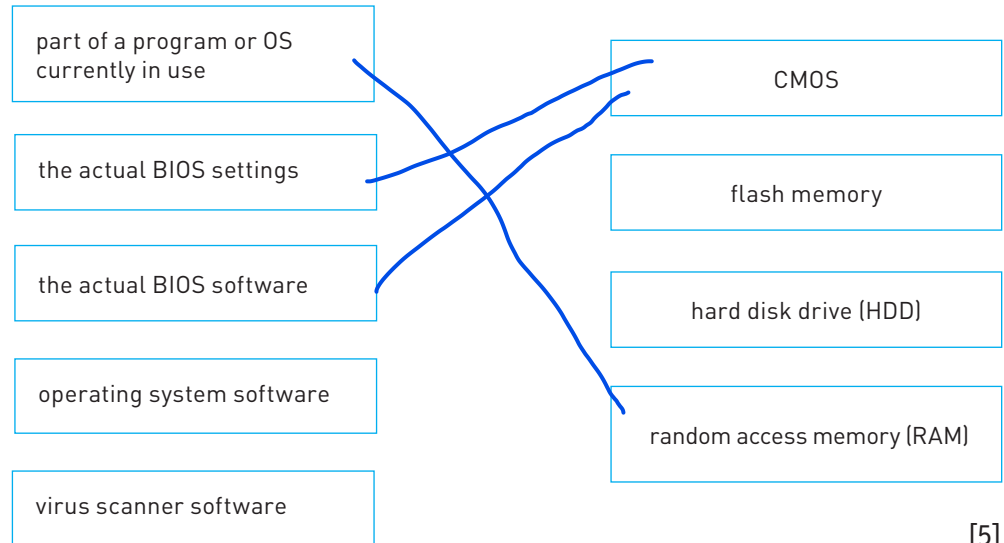 part of a program or OS
currently in use
the actual BIOS settings
the actual BIOS software
operating system software
virus scanner software
CMOS
flash memory
hard disk drive (HDD)
random access memory (RAM)
[5]